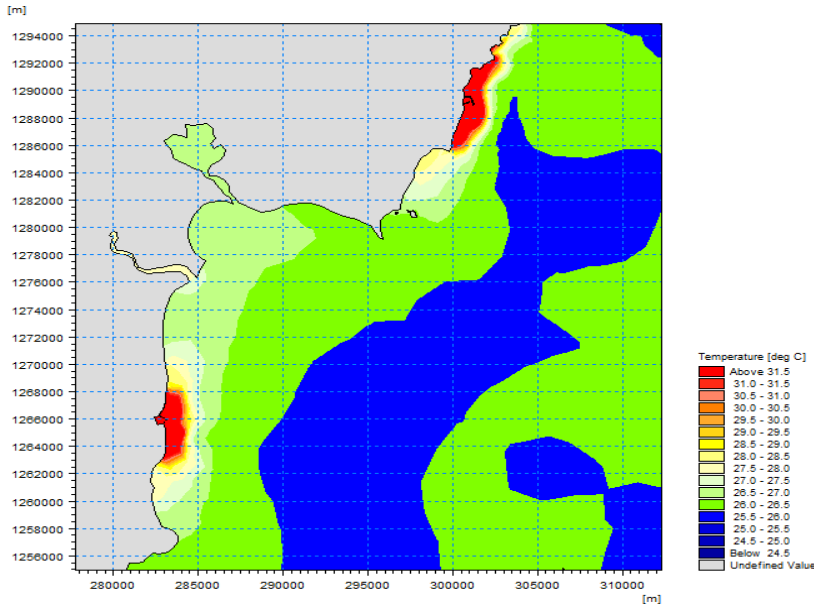 [m]
1294000
1292000
1290000
1288000
1286000
1284000
1282000
1280000
1278000
1276000
1274000
1272000
1270000
1268000
1266000
1264000
1262000
1260000
1258000
1256000
280000 285000 290000 295000 300000 305000 310000
[m]
Temperature [deg C]
Above 31.5
31.0 - 31.5
30.5 - 31.0
30.0 - 30.5
29.5 - 30.0
29.0 - 29.5
28.5 - 29.0
28.0 - 28.5
27.5 - 28.0
27.0 - 27.5
26.5 - 27.0
26.0 - 26.5
25.5 - 26.0
25.0 - 25.5
24.5 - 25.0
Below 24.5
Undefined Value